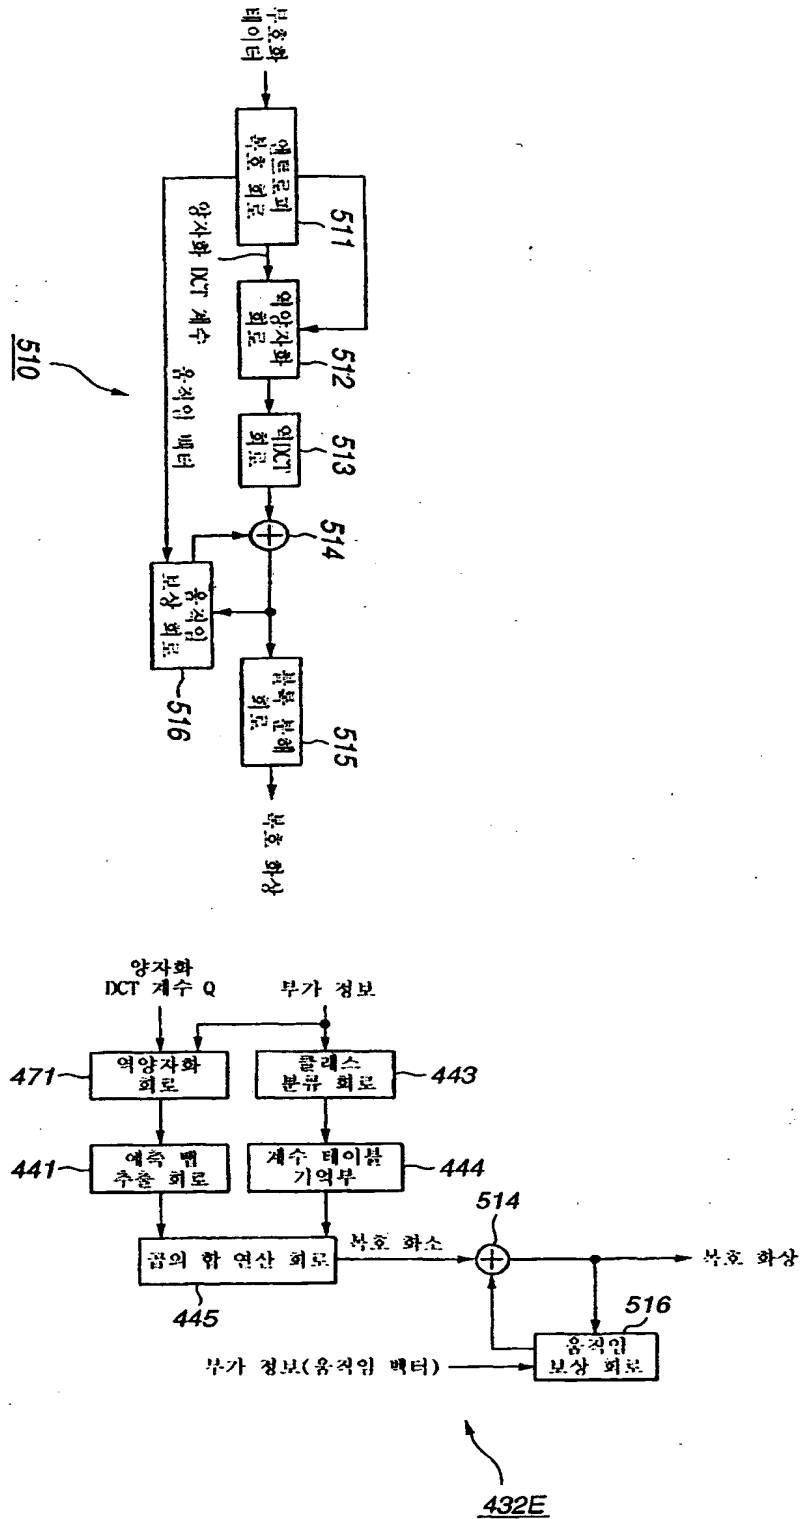 부호화
데이터
엔트로피
복호 회로
511
양자화 DCT 계수
역양자화
회로
512
역DCT
회로
513
514
움직임 벡터
움직임
보상 회로
516
블록 분해
회로
515
복호 화상
510
양자화
DCT 계수 Q
부가 정보
역양자화
회로
471
클래스
분류 회로
443
예측 탭
추출 회로
441
계수 테이블
기억부
444
곱의 합 연산 회로
445
복호 화소
514
복호 화상
516
움직임
보상 회로
부가 정보(움직임 벡터)
432E